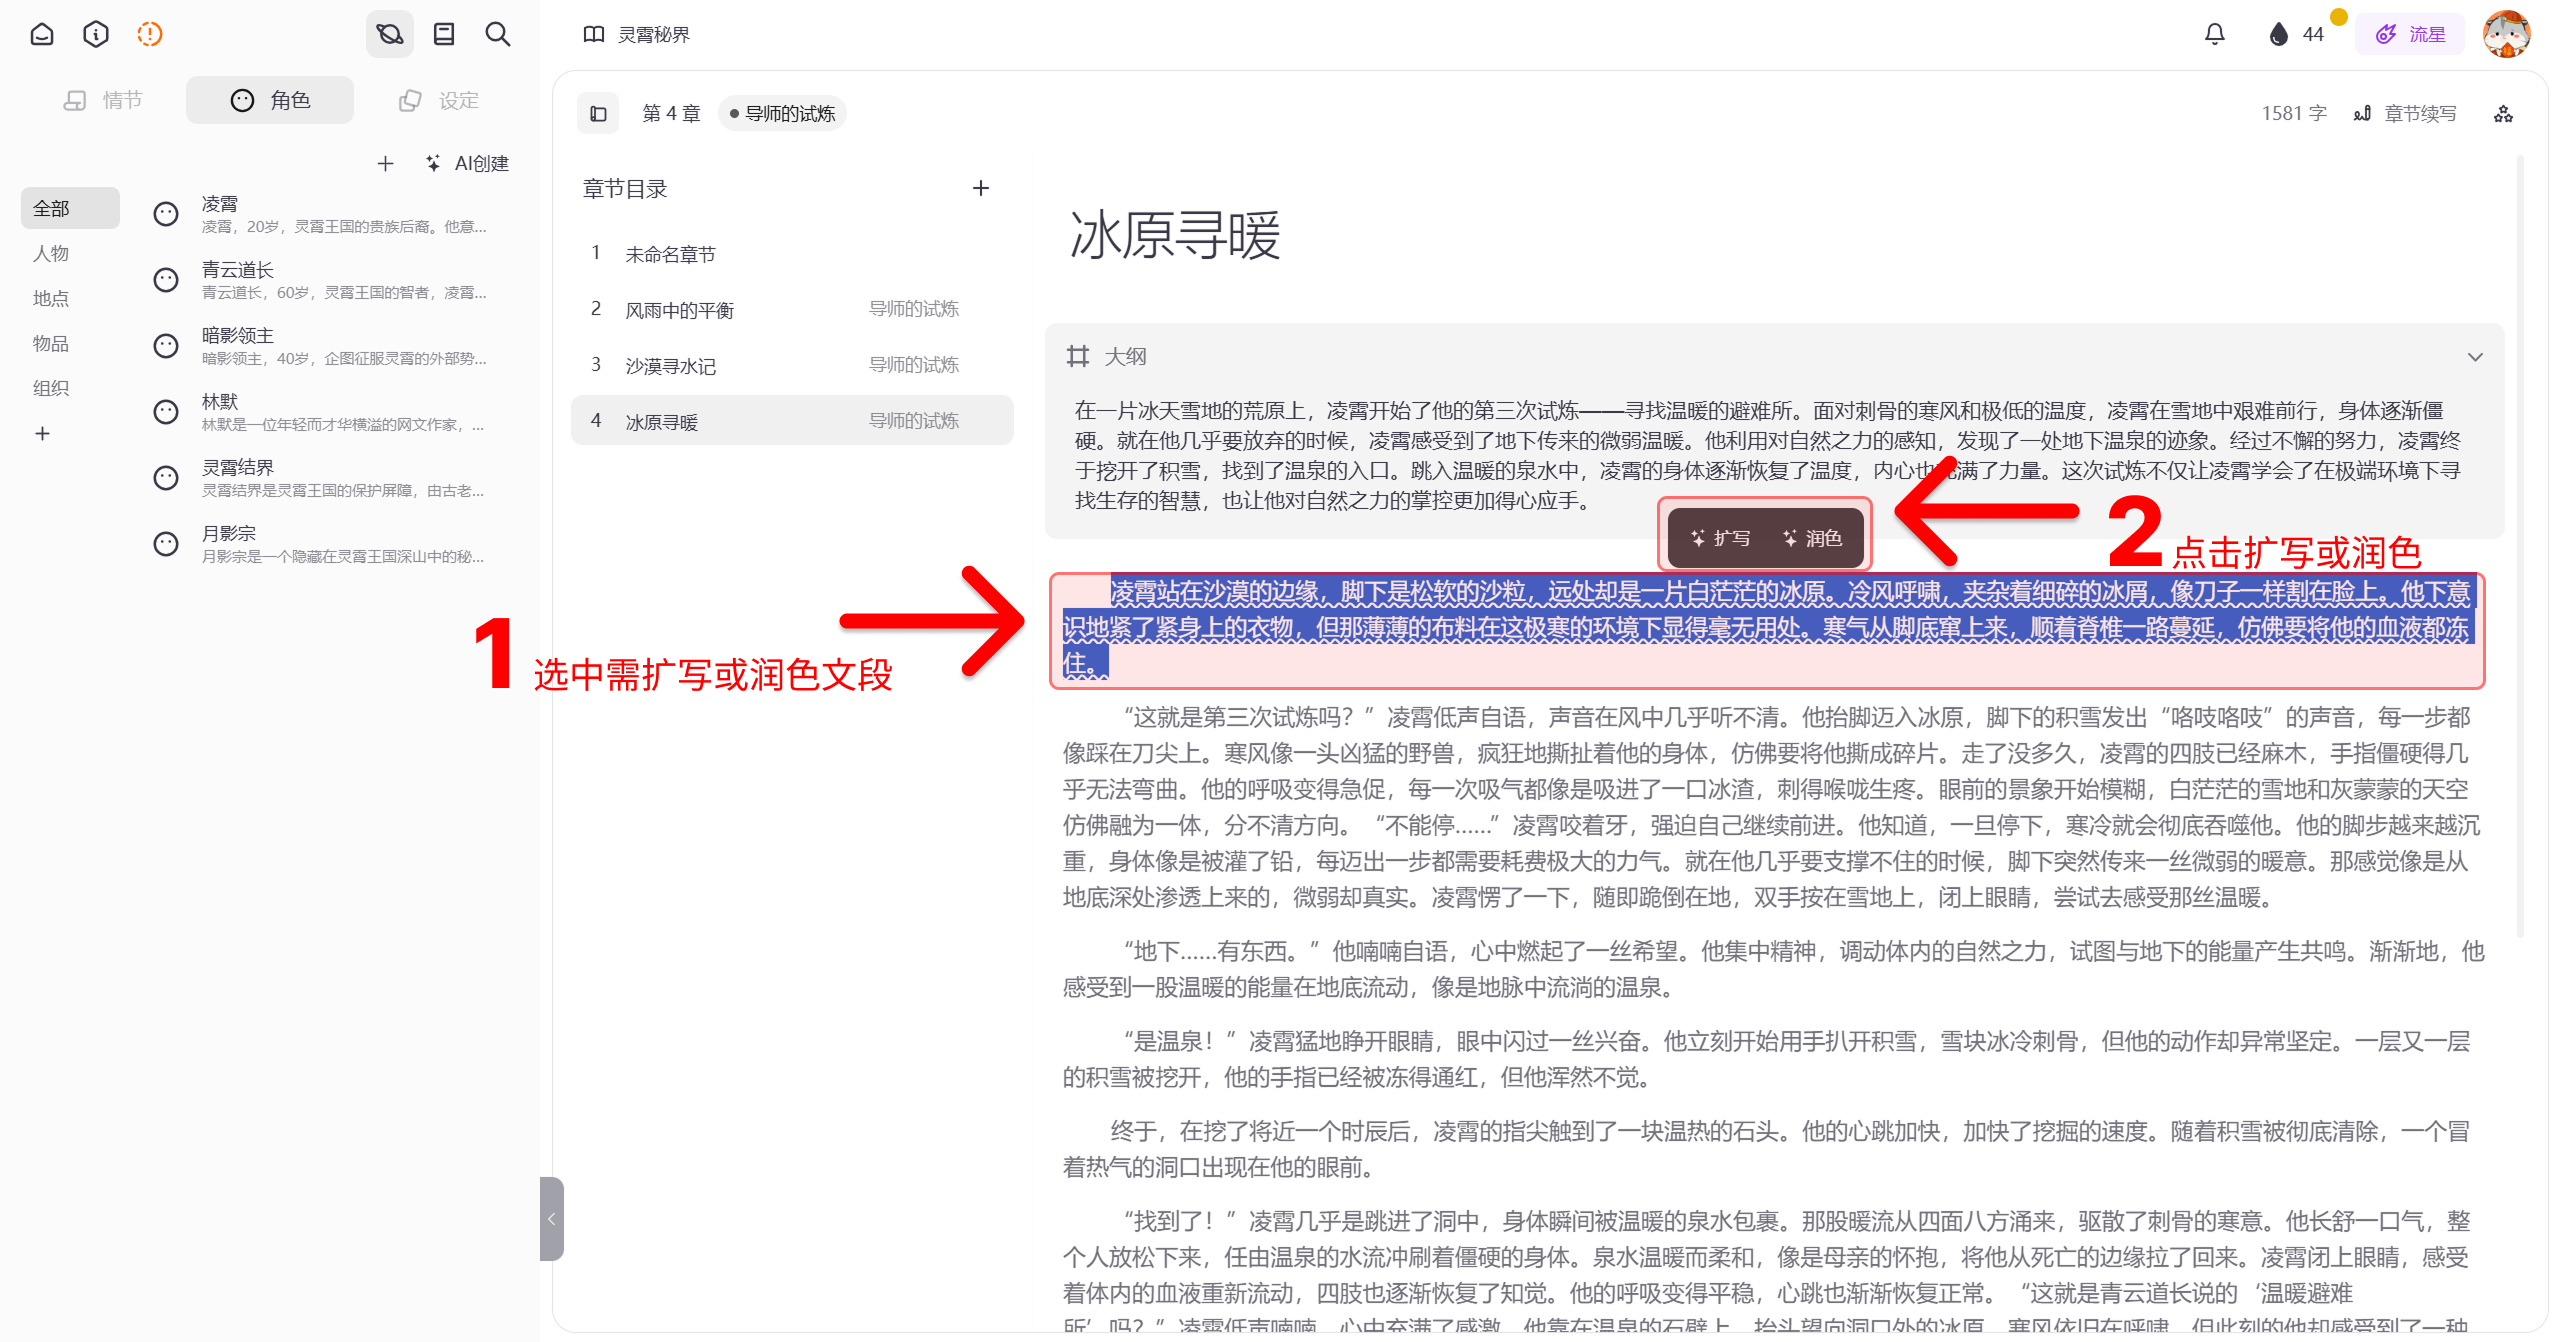 灵霄秘界
44
流星
情节
角色
设定
AI创建
全部
人物
地点
物品
组织
凌霄
凌霄，20岁，灵霄王国的贵族后裔。他意...
青云道长
青云道长，60岁，灵霄王国的智者，凌霄...
暗影领主
暗影领主，40岁，企图征服灵霄的外部势...
林默
林默是一位年轻而才华横溢的网文作家，...
灵霄结界
灵霄结界是灵霄王国的保护屏障，由古老...
月影宗
月影宗是一个隐藏在灵霄王国深山中的秘...
第 4 章
导师的试炼
1581 字
章节续写
章节目录
1 未命名章节
2 风雨中的平衡 导师的试炼
3 沙漠寻水记 导师的试炼
4 冰原寻暖 导师的试炼
冰原寻暖
大纲
在一片冰天雪地的荒原上，凌霄开始了他的第三次试炼——寻找温暖的避难所。面对刺骨的寒风和极低的温度，凌霄在雪地中艰难前行，身体逐渐僵
硬。就在他几乎要放弃的时候，凌霄感受到了地下传来的微弱温暖。他利用对自然之力的感知，发现了一处地下温泉的迹象。经过不懈的努力，凌霄终
于挖开了积雪，找到了温泉的入口。跳入温暖的泉水中，凌霄的身体逐渐恢复了温度，内心也充满了力量。这次试炼不仅让凌霄学会了在极端环境下寻
找生存的智慧，也让他对自然之力的掌控更加得心应手。
扩写 润色
2 点击扩写或润色
1 选中需扩写或润色文段
凌霄站在沙漠的边缘，脚下是松软的沙粒，远处却是一片白茫茫的冰原。冷风呼啸，夹杂着细碎的冰屑，像刀子一样割在脸上。他下意
识地紧了紧身上的衣物，但那薄薄的布料在这极寒的环境下显得毫无用处。寒气从脚底窜上来，顺着脊椎一路蔓延，仿佛要将他的血液都冻
住。
“这就是第三次试炼吗？”凌霄低声自语，声音在风中几乎听不清。他抬脚迈入冰原，脚下的积雪发出“咯吱咯吱”的声音，每一步都
像踩在刀尖上。寒风像一头凶猛的野兽，疯狂地撕扯着他的身体，仿佛要将他撕成碎片。走了没多久，凌霄的四肢已经麻木，手指僵硬得几
乎无法弯曲。他的呼吸变得急促，每一次吸气都像是吸进了一口冰渣，刺得喉咙生疼。眼前的景象开始模糊，白茫茫的雪地和灰蒙蒙的天空
仿佛融为一体，分不清方向。“不能停......”凌霄咬着牙，强迫自己继续前进。他知道，一旦停下，寒冷就会彻底吞噬他。他的脚步越来越沉
重，身体像是被灌了铅，每迈出一步都需要耗费极大的力气。就在他几乎要支撑不住的时候，脚下突然传来一丝微弱的暖意。那感觉像是从
地底深处渗透上来的，微弱却真实。凌霄愣了一下，随即跪倒在地，双手按在雪地上，闭上眼睛，尝试去感受那丝温暖。
“地下......有东西。”他喃喃自语，心中燃起了一丝希望。他集中精神，调动体内的自然之力，试图与地下的能量产生共鸣。渐渐地，他
感受到一股温暖的能量在地底流动，像是地脉中流淌的温泉。
“是温泉！”凌霄猛地睁开眼睛，眼中闪过一丝兴奋。他立刻开始用手扒开积雪，雪块冰冷刺骨，但他的动作却异常坚定。一层又一层
的积雪被挖开，他的手指已经被冻得通红，但他浑然不觉。
终于，在挖了将近一个时辰后，凌霄的指尖触到了一块温热的石头。他的心跳加快，加快了挖掘的速度。随着积雪被彻底清除，一个冒
着热气的洞口出现在他的眼前。
“找到了！”凌霄几乎是跳进了洞中，身体瞬间被温暖的泉水包裹。那股暖流从四面八方涌来，驱散了刺骨的寒意。他长舒一口气，整
个人放松下来，任由温泉的水流冲刷着僵硬的身体。泉水温暖而柔和，像是母亲的怀抱，将他从死亡的边缘拉了回来。凌霄闭上眼睛，感受
着体内的血液重新流动，四肢也逐渐恢复了知觉。他的呼吸变得平稳，心跳也渐渐恢复正常。“这就是青云道长说的‘温暖避难
所’吗？”凌霄低声喃喃，心中充满了感激。他靠在温泉的石壁上，抬头望向洞口外的冰原，寒风依旧在呼啸，但此刻的他却感受到了一种